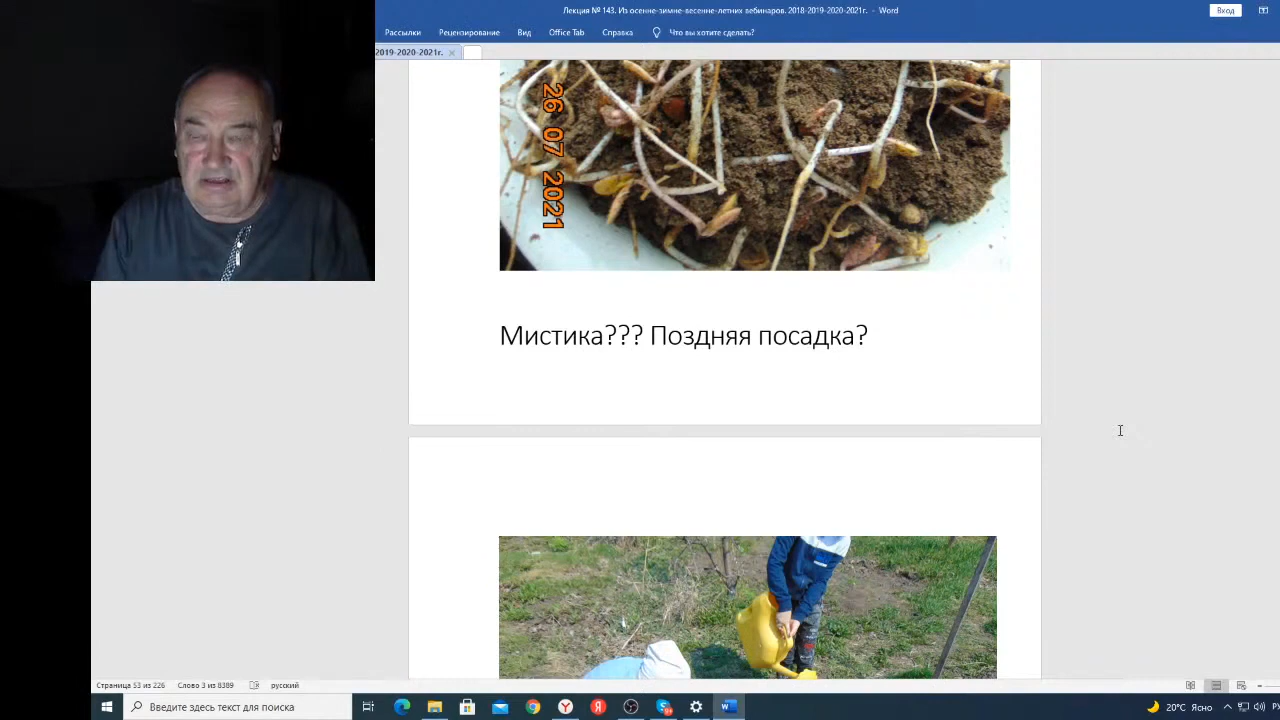 Лекция № 143. Из осенне-зимне-весенне-летних вебинаров. 2018-2019-2020-2021г. - Word
Вход
Рассылки Рецензирование Вид Office Tab Справка Что вы хотите сделать?
2019-2020-2021г.
26 07 2021
Мистика??? Поздняя посадка?
Страница 53 из 226 Слово 3 из 8389 русский
Введите здесь текст для поиска
20°C Ясно